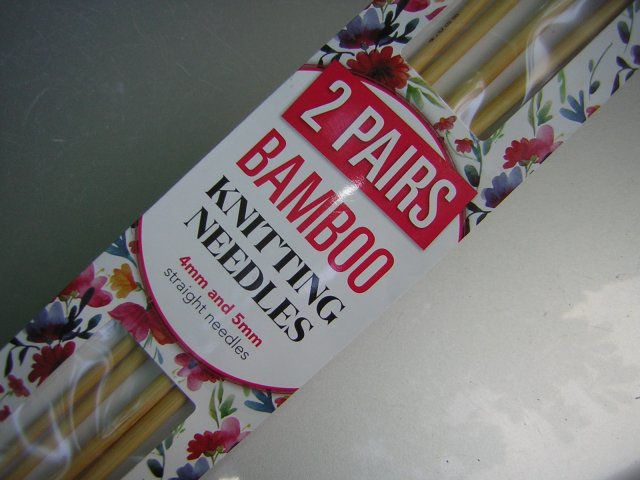 2 PAIRS
BAMBOO
KNITTING
NEEDLES
4mm and 5mm
straight needles